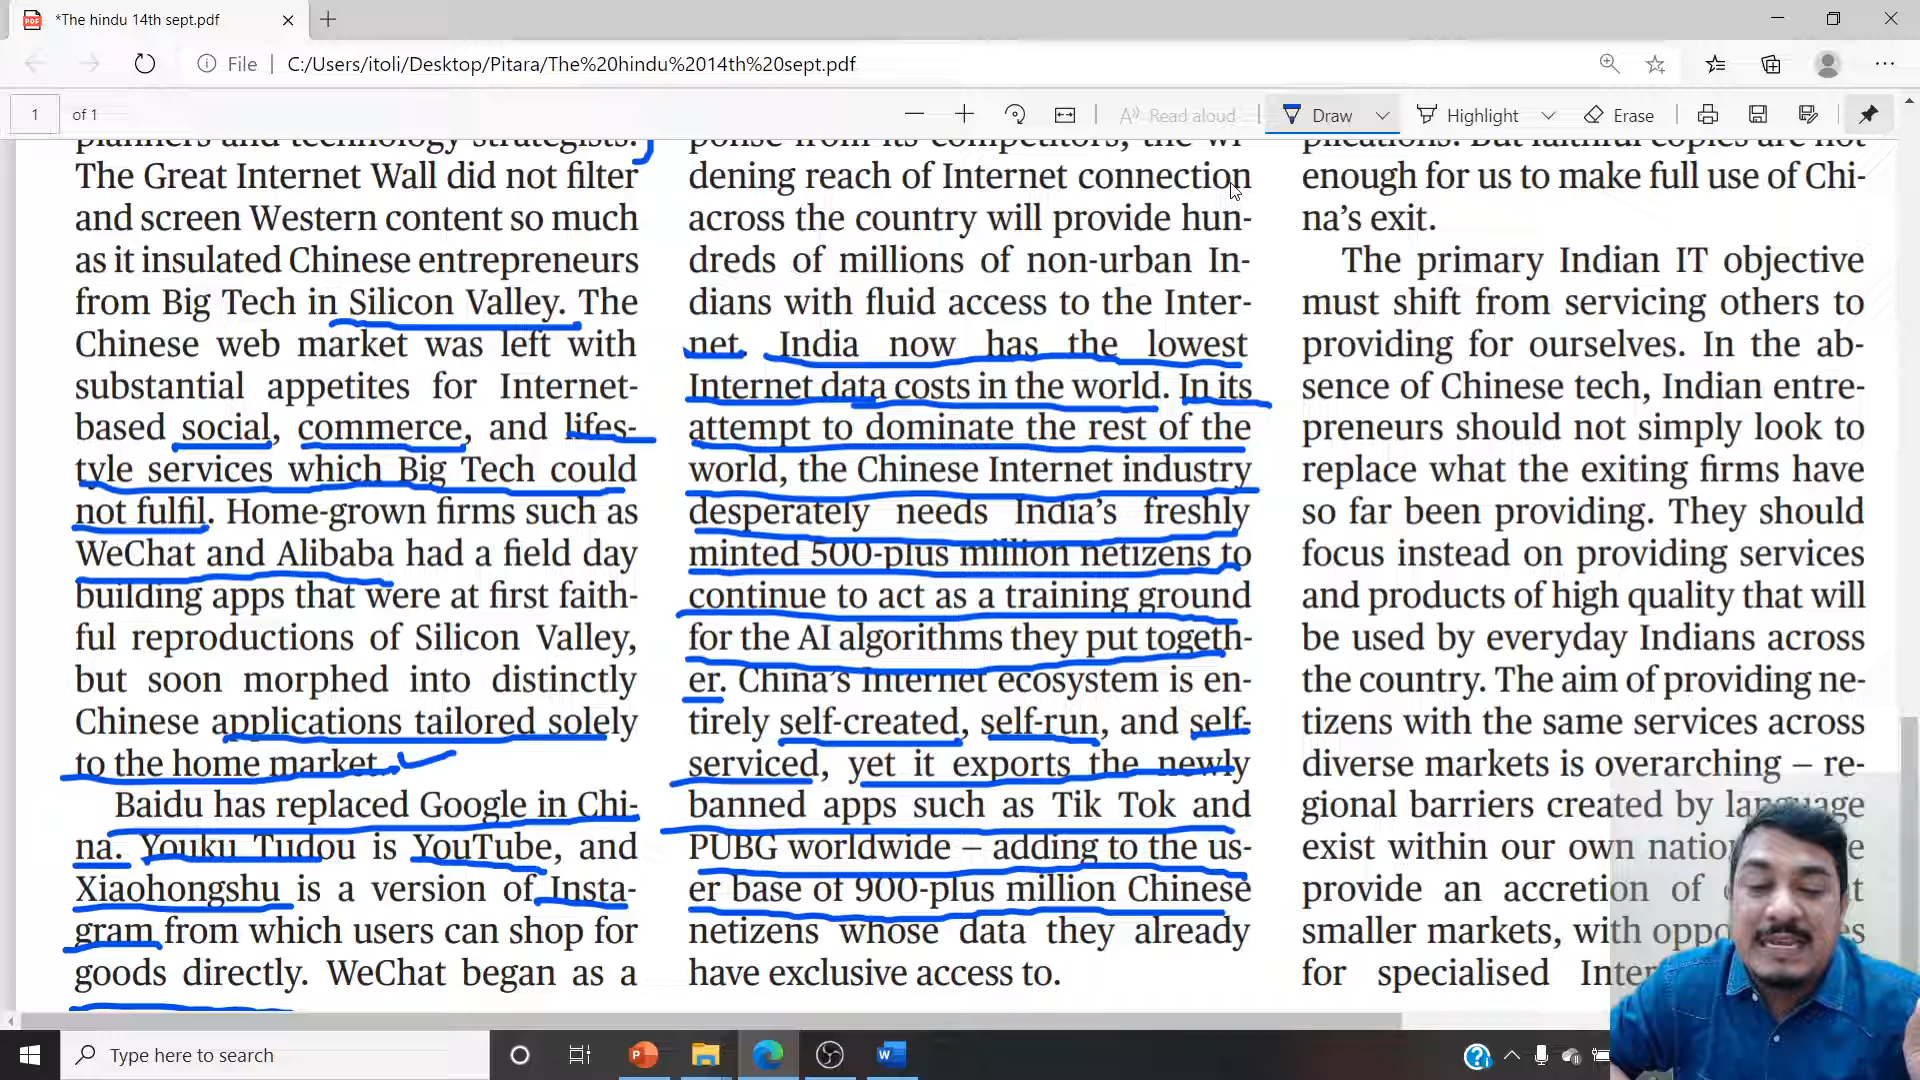 *The hindu 14th sept.pdf
File
C:/Users/itoli/Desktop/Pitara/The%20hindu%2014th%20sept.pdf
1 of 1
Read aloud
Draw
Highlight
Erase
planners and technology strategists.
The Great Internet Wall did not filter
and screen Western content so much
as it insulated Chinese entrepreneurs
from Big Tech in Silicon Valley. The
Chinese web market was left with
substantial appetites for Internet-
based social, commerce, and lifes-
tyle services which Big Tech could
not fulfil. Home-grown firms such as
WeChat and Alibaba had a field day
building apps that were at first faith-
ful reproductions of Silicon Valley,
but soon morphed into distinctly
Chinese applications tailored solely
to the home market.
Baidu has replaced Google in Chi-
na. Youku Tudou is YouTube, and
Xiaohongshu is a version of Insta-
gram from which users can shop for
goods directly. WeChat began as a
ponse from its competitors, the wi-
dening reach of Internet connection
across the country will provide hun-
dreds of millions of non-urban In-
dians with fluid access to the Inter-
net. India now has the lowest
Internet data costs in the world. In its
attempt to dominate the rest of the
world, the Chinese Internet industry
desperately needs India's freshly
minted 500-plus million netizens to
continue to act as a training ground
for the AI algorithms they put togeth-
er. China's Internet ecosystem is en-
tirely self-created, self-run, and self-
serviced, yet it exports the newly
banned apps such as Tik Tok and
PUBG worldwide – adding to the us-
er base of 900-plus million Chinese
netizens whose data they already
have exclusive access to.
plications. But faithful copies are not
enough for us to make full use of Chi-
na's exit.
The primary Indian IT objective
must shift from servicing others to
providing for ourselves. In the ab-
sence of Chinese tech, Indian entre-
preneurs should not simply look to
replace what the exiting firms have
so far been providing. They should
focus instead on providing services
and products of high quality that will
be used by everyday Indians across
the country. The aim of providing ne-
tizens with the same services across
diverse markets is overarching – re-
gional barriers created by language
exist within our own
provide an accretion of
smaller markets, with
for specialised
Type here to search